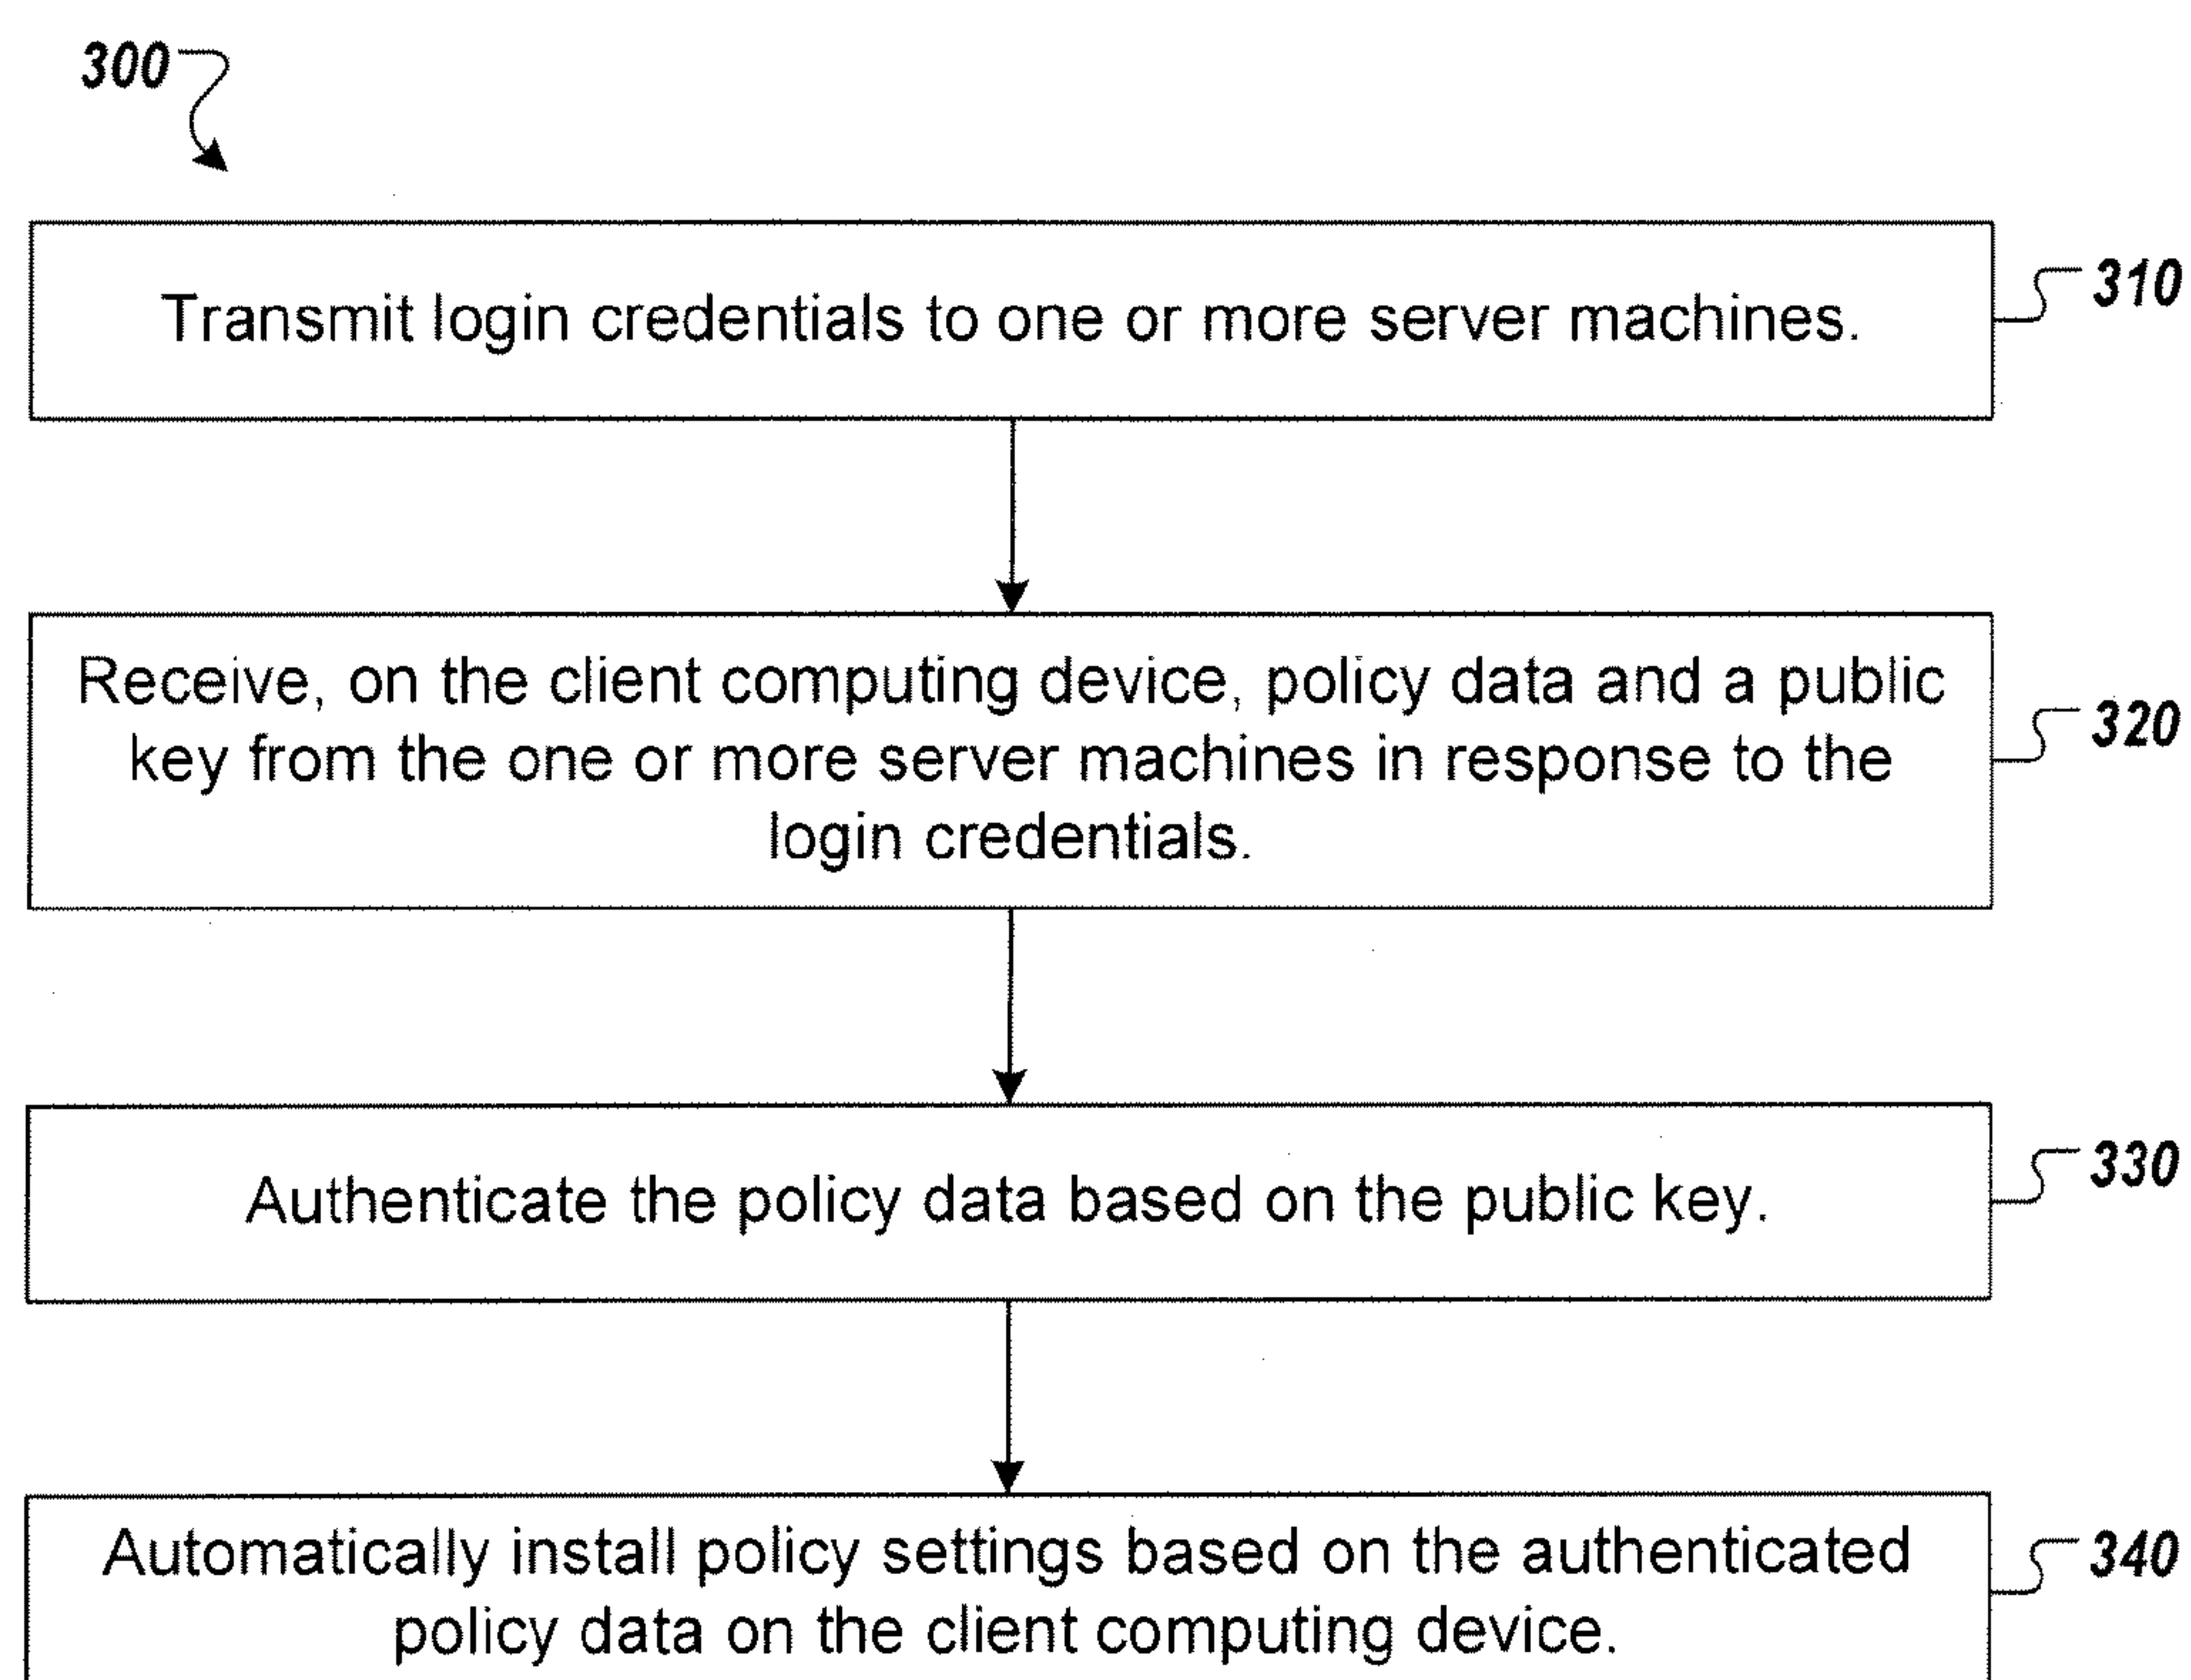 300
Transmit login credentials to one or more server machines.
310
Receive, on the client computing device, policy data and a public
key from the one or more server machines in response to the
login credentials.
320
Authenticate the policy data based on the public key.
330
Automatically install policy settings based on the authenticated
policy data on the client computing device.
340